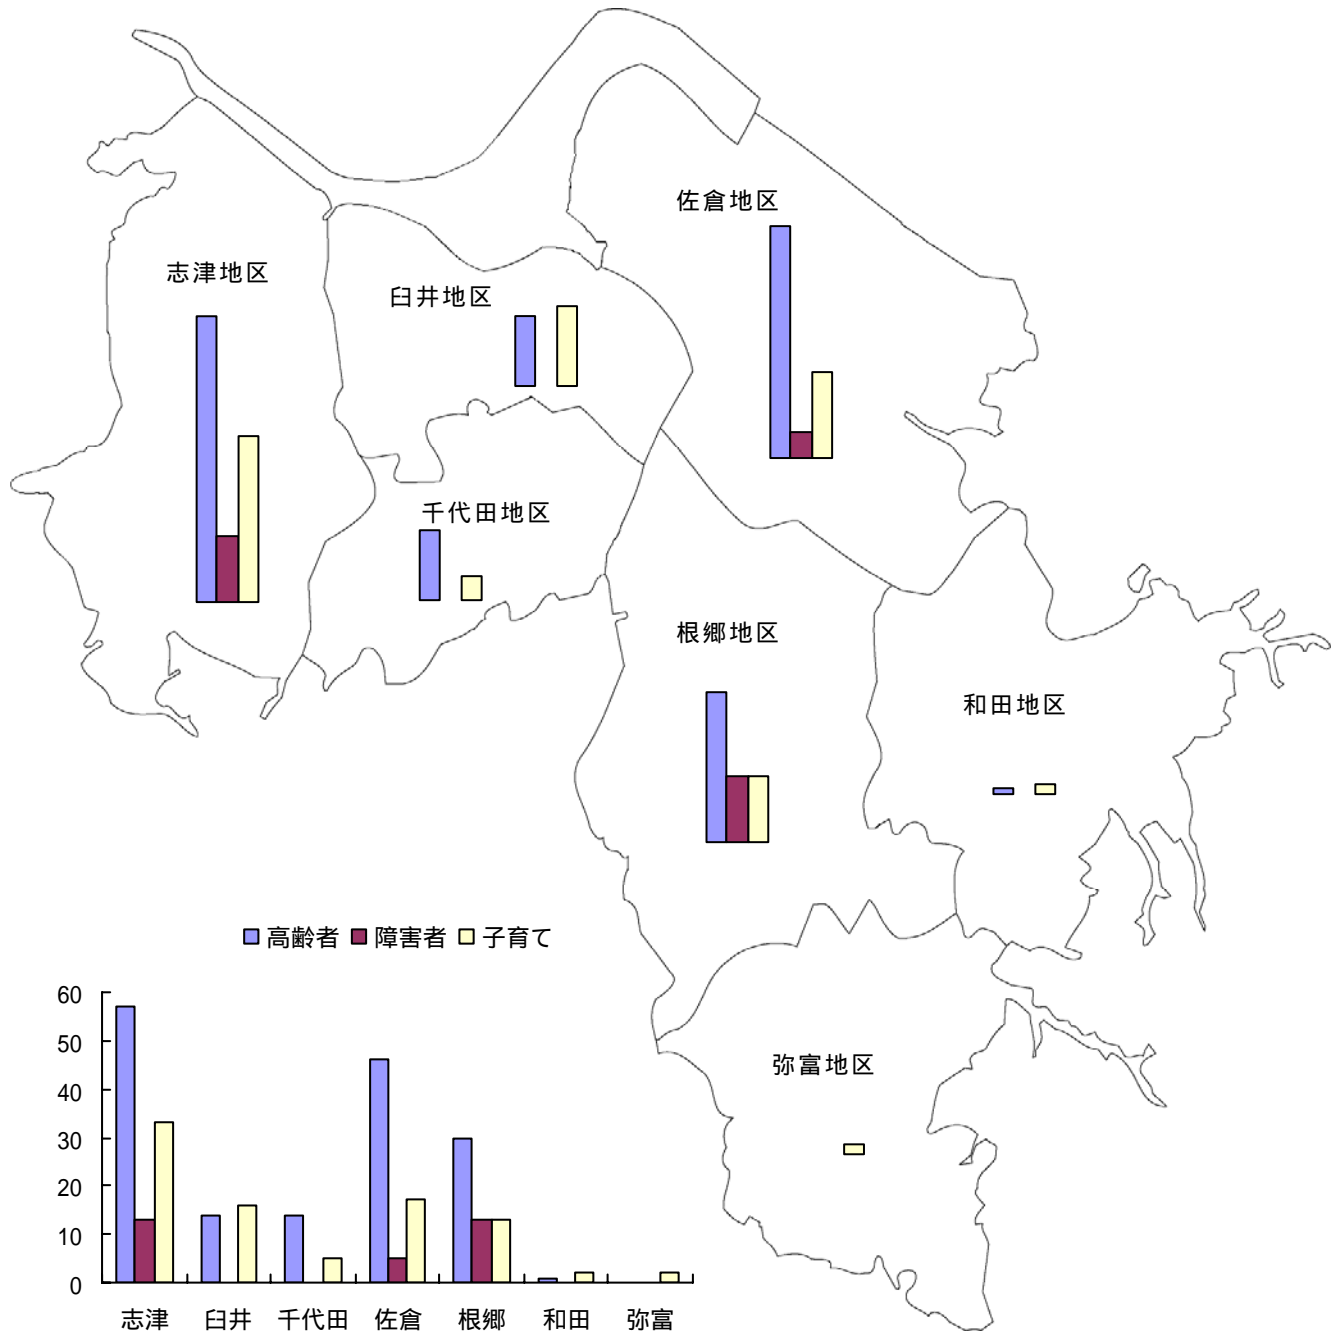 佐倉地区
志津地区
臼井地区
千代田地区
根郷地区
和田地区
高齢者 障害者 子育て
弥富地区
60
50
40
30
20
10
0
志津 臼井 千代田 佐倉 根郷 和田 弥富